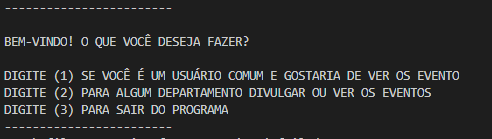 ------------------------
BEM-VINDO! O QUE VOCÊ DESEJA FAZER?
DIGITE (1) SE VOCÊ É UM USUÁRIO COMUM E GOSTARIA DE VER OS EVENTO
DIGITE (2) PARA ALGUM DEPARTAMENTO DIVULGAR OU VER OS EVENTOS
DIGITE (3) PARA SAIR DO PROGRAMA
------------------------